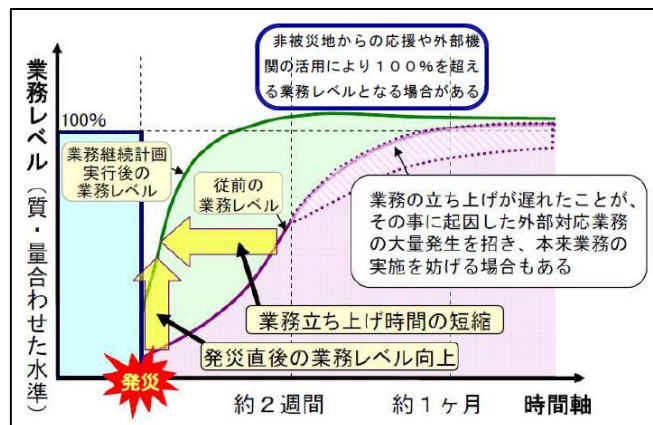 非被災地からの応援や外部機
関の活用により１００％を超え
る業務レベルとなる場合がある
業務レベル（質・量合わせた水準）
100%
業務継続計画
実行後の
業務レベル
従前の
業務レベル
業務の立ち上げが遅れたことが、
その事に起因した外部対応業務
の大量発生を招き、本来業務の
実施を妨げる場合もある
業務立ち上げ時間の短縮
発災直後の業務レベル向上
発災
約２週間
約１ヶ月
時間軸